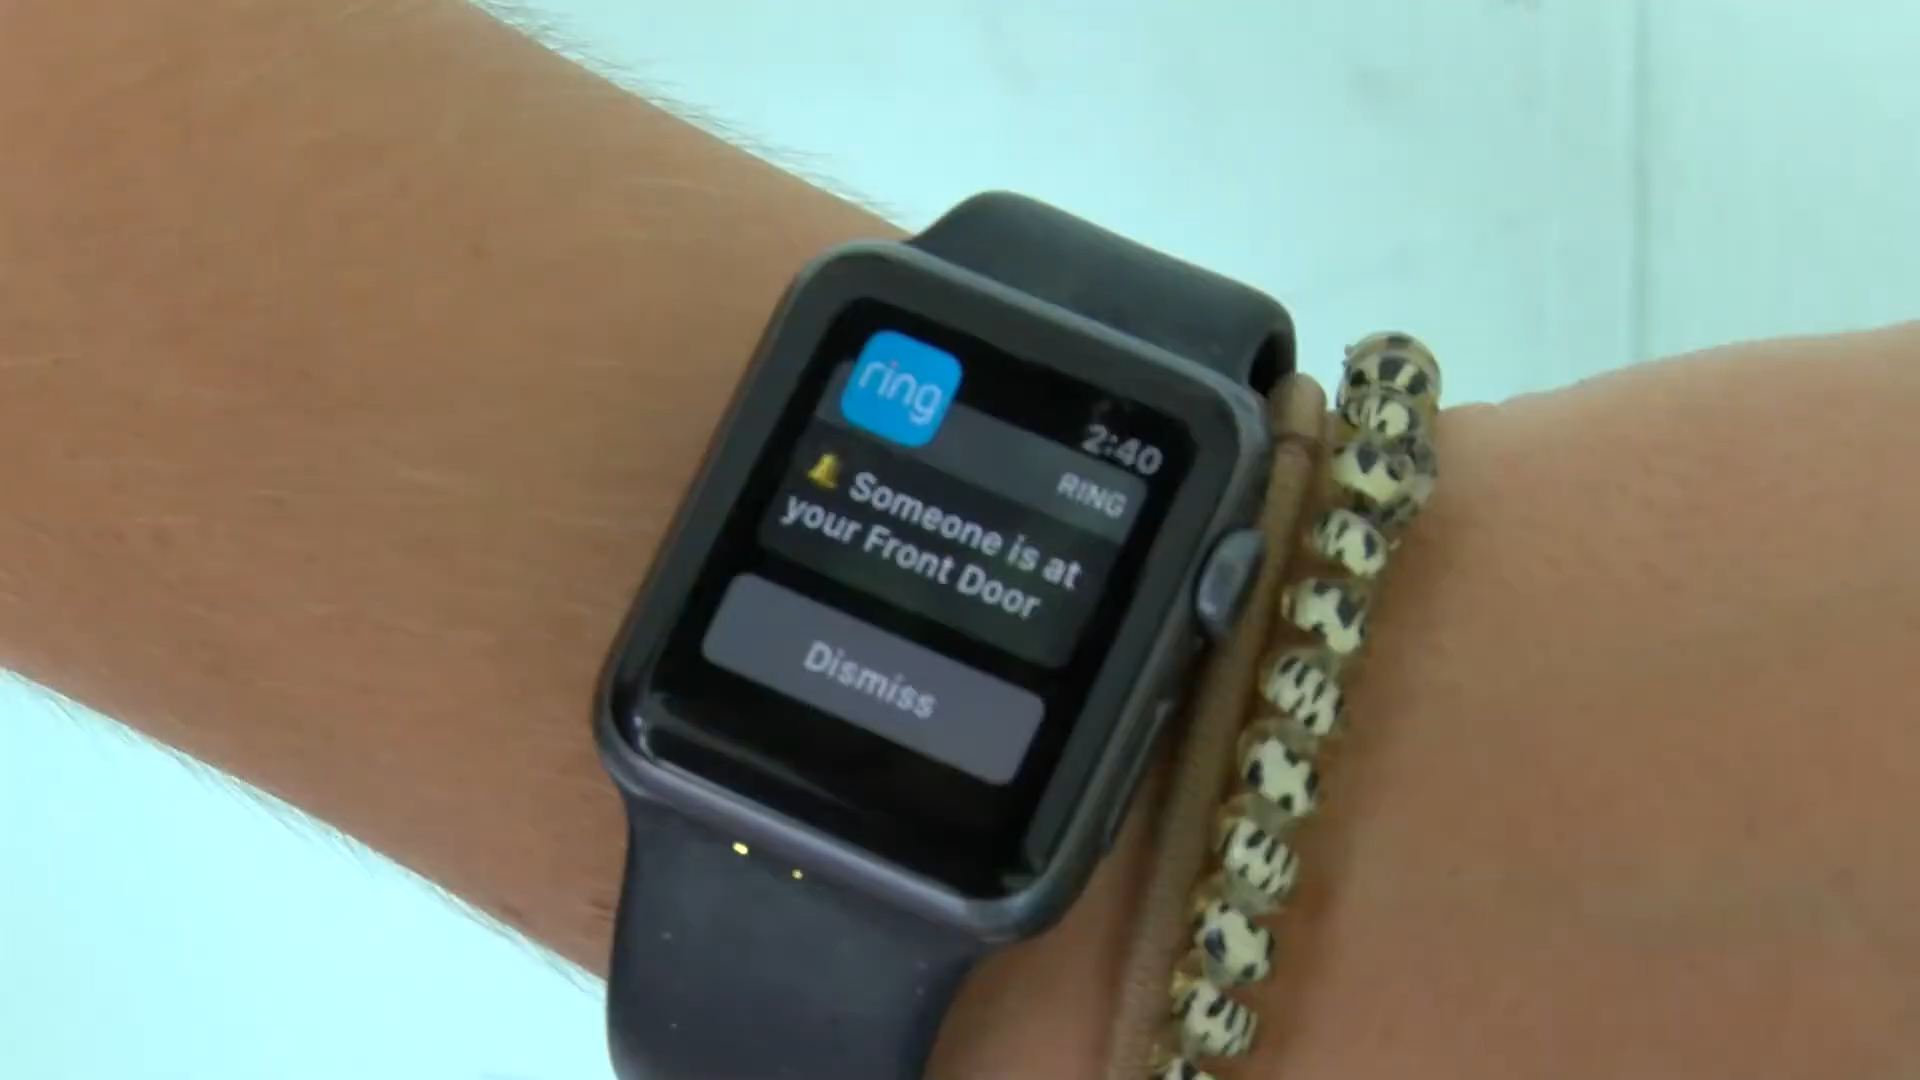 ring
2:40
RING
🔔 Someone is at
your Front Door
Dismiss